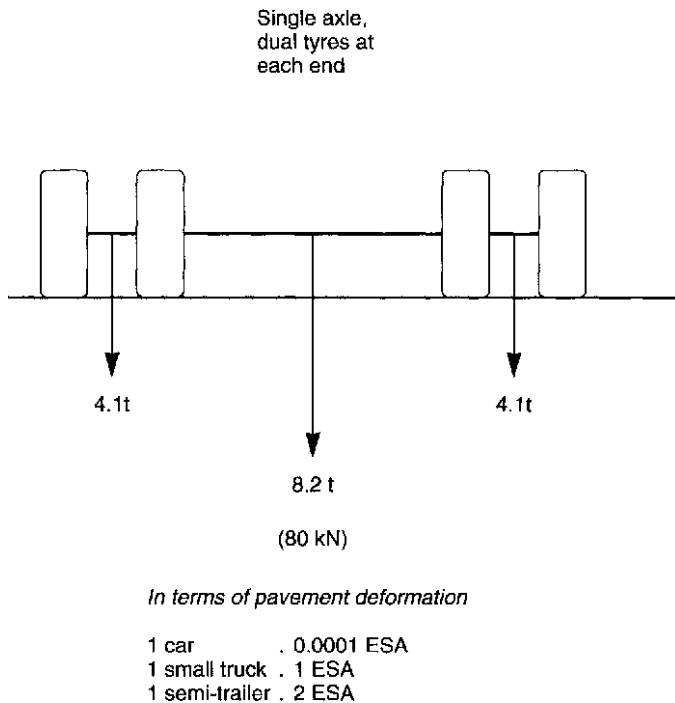 Single axle,
dual tyres at
each end
4.1t
4.1t
8.2 t
(80 kN)
In terms of pavement deformation
1 car . 0.0001 ESA
1 small truck . 1 ESA
1 semi-trailer . 2 ESA